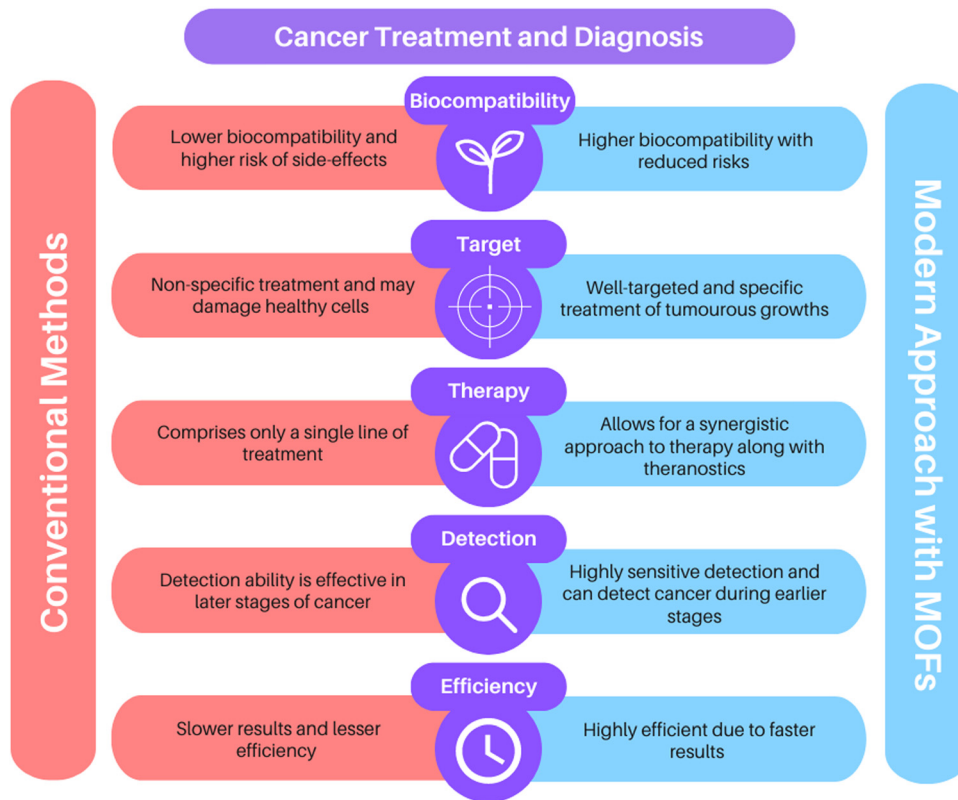 Cancer Treatment and Diagnosis
Conventional Methods
Modern Approach with MOFs
Biocompatibility
Lower biocompatibility and
higher risk of side-effects
Higher biocompatibility with
reduced risks
Target
Non-specific treatment and may
damage healthy cells
Well-targeted and specific
treatment of tumourous growths
Therapy
Comprises only a single line of
treatment
Allows for a synergistic
approach to therapy along with
theranostics
Detection
Detection ability is effective in
later stages of cancer
Highly sensitive detection and
can detect cancer during earlier
stages
Efficiency
Slower results and lesser
efficiency
Highly efficient due to faster
results